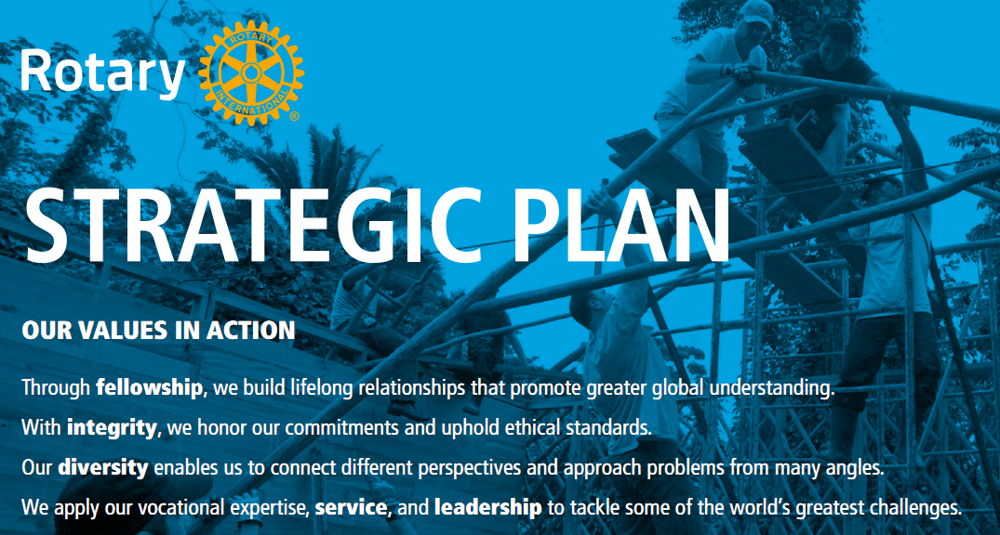 Rotary
ROTARY
INTERNATIONAL
®
STRATEGIC PLAN
OUR VALUES IN ACTION
Through fellowship, we build lifelong relationships that promote greater global understanding.
With integrity, we honor our commitments and uphold ethical standards.
Our diversity enables us to connect different perspectives and approach problems from many angles.
We apply our vocational expertise, service, and leadership to tackle some of the world’s greatest challenges.